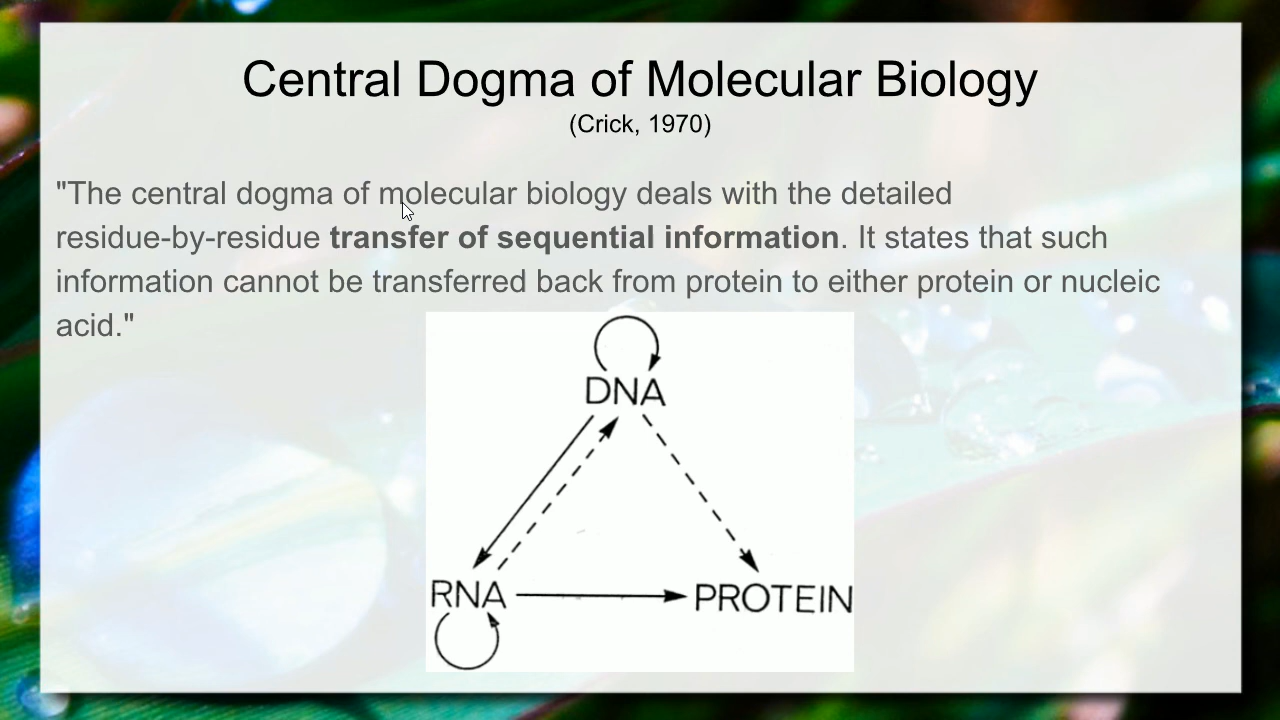 Central Dogma of Molecular Biology
(Crick, 1970)
"The central dogma of molecular biology deals with the detailed
residue-by-residue transfer of sequential information. It states that such
information cannot be transferred back from protein to either protein or nucleic
acid."
DNA
RNA
PROTEIN